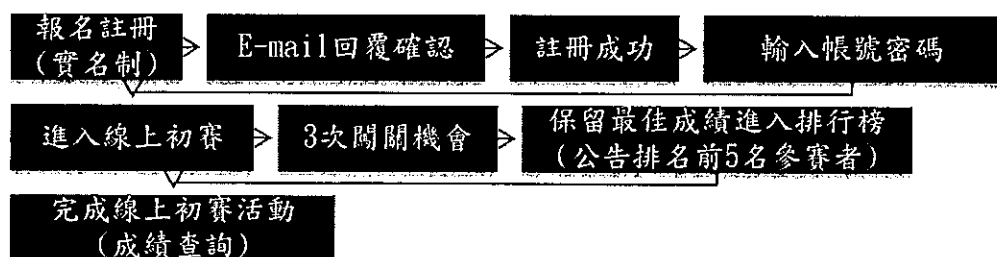 報名註冊
(實名制)
E-mail回覆確認
註冊成功
輸入帳號密碼
進入線上初賽
3次闖關機會
保留最佳成績進入排行榜
(公告排名前5名參賽者)
完成線上初賽活動
(成績查詢)